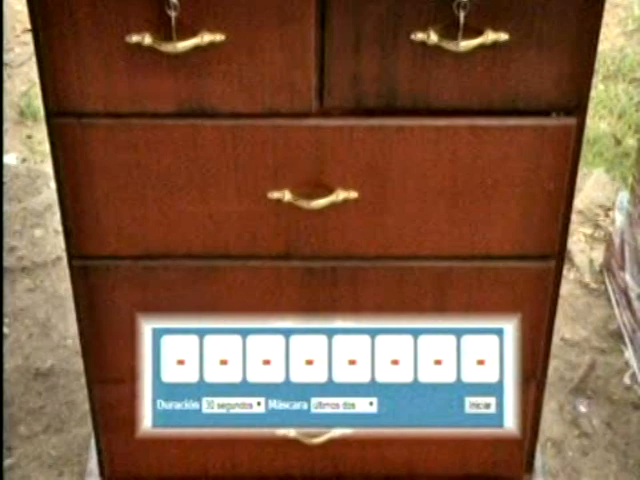 - - - - - - - -
Duración 30 segundos Máscara últimos dos Iniciar